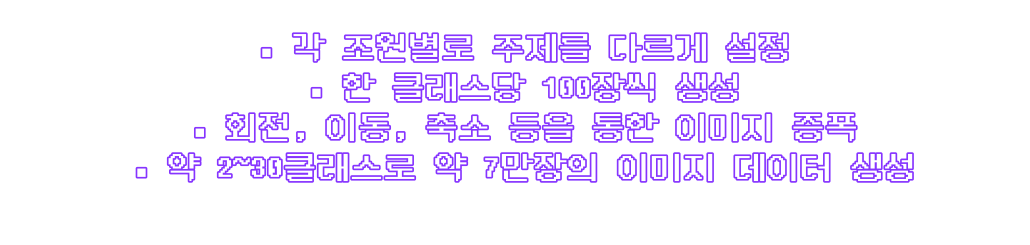 . 각 조원별로 주제를 다르게 설정
. 한 클래스당 100장씩 생성
. 회전, 이동, 축소 등을 통한 이미지 증폭
. 약 2~30클래스로 약 7만장의 이미지 데이터 생성